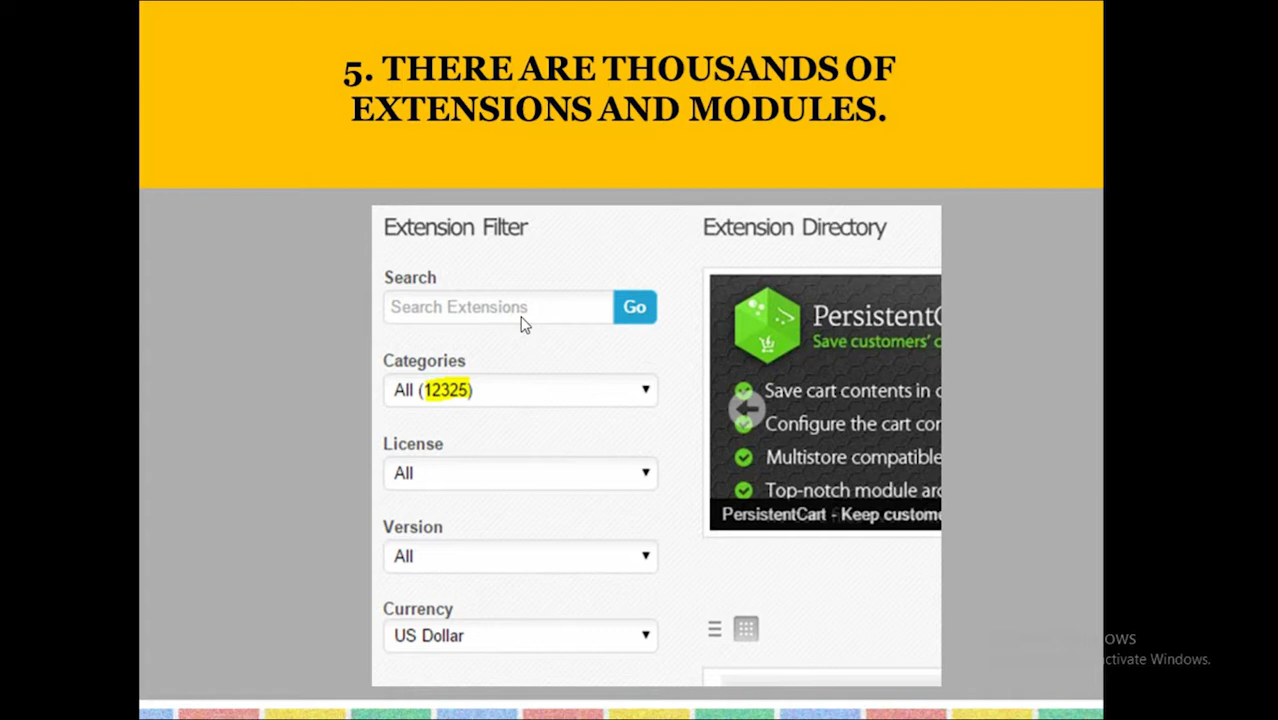 5. THERE ARE THOUSANDS OF
EXTENSIONS AND MODULES.
Extension Filter
Search
Search Extensions
Go
Categories
All (12325)
License
All
Version
All
Currency
US Dollar
Extension Directory
PersistentC
Save customers' c
Save cart contents in c
Configure the cart con
Multistore compatible
Top-notch module arc
PersistentCart - Keep custome
ows
ctivate Windows.